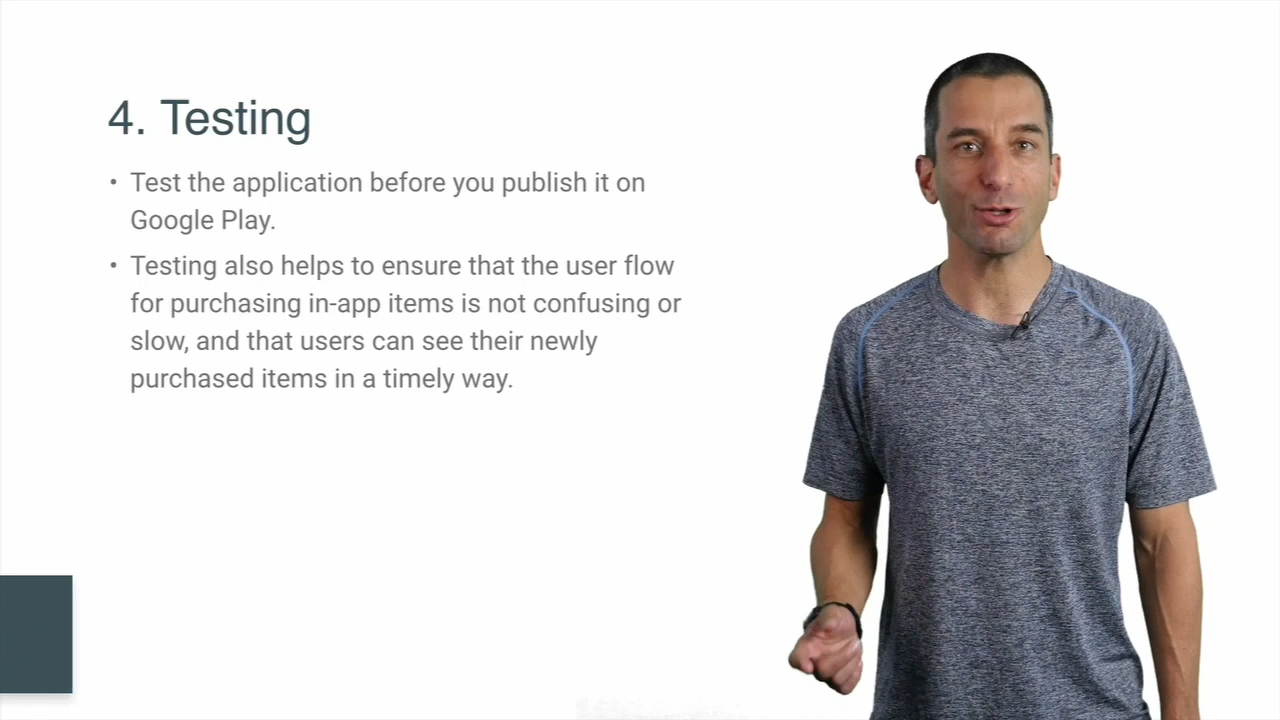 4. Testing
• Test the application before you publish it on
Google Play.
• Testing also helps to ensure that the user flow
for purchasing in-app items is not confusing or
slow, and that users can see their newly
purchased items in a timely way.